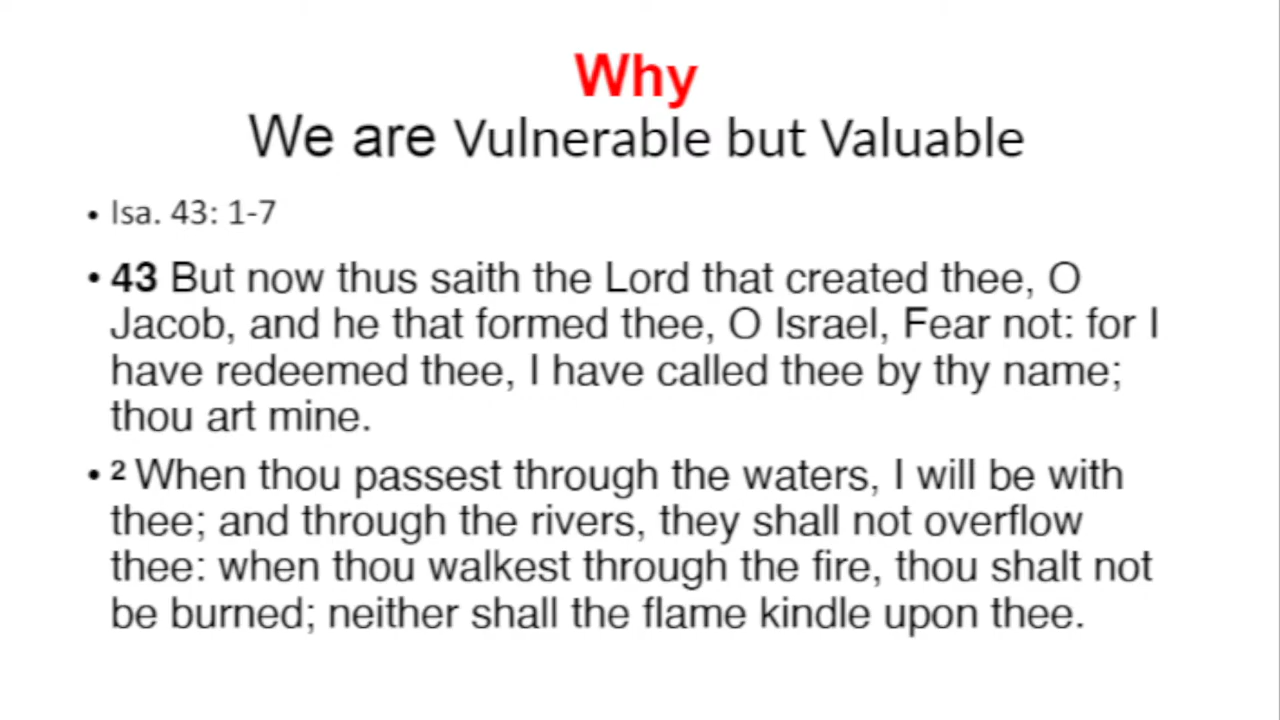 Why
We are Vulnerable but Valuable
• Isa. 43: 1-7
• 43 But now thus saith the Lord that created thee, O
Jacob, and he that formed thee, O Israel, Fear not: for I
have redeemed thee, I have called thee by thy name;
thou art mine.
• 2 When thou passest through the waters, I will be with
thee; and through the rivers, they shall not overflow
thee: when thou walkest through the fire, thou shalt not
be burned; neither shall the flame kindle upon thee.